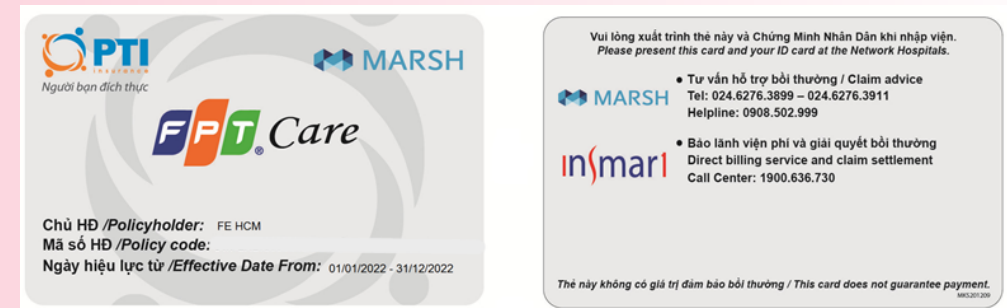 PTI
insurance
Người bạn đích thực
MARSH
FPT® Care
Chủ HĐ /Policyholder: FE HCM
Mã số HĐ /Policy code:
Ngày hiệu lực từ /Effective Date From: 01/01/2022 - 31/12/2022
Vui lòng xuất trình thẻ này và Chứng Minh Nhân Dân khi nhập viện.
Please present this card and your ID card at the Network Hospitals.
MARSH
● Tư vấn hỗ trợ bồi thường / Claim advice
Tel: 024.6276.3899 – 024.6276.3911
Helpline: 0908.502.999
insmart
● Bảo lãnh viện phí và giải quyết bồi thường
Direct billing service and claim settlement
Call Center: 1900.636.730
Thẻ này không có giá trị đảm bảo bồi thường / This card does not guarantee payment.
MKS201209